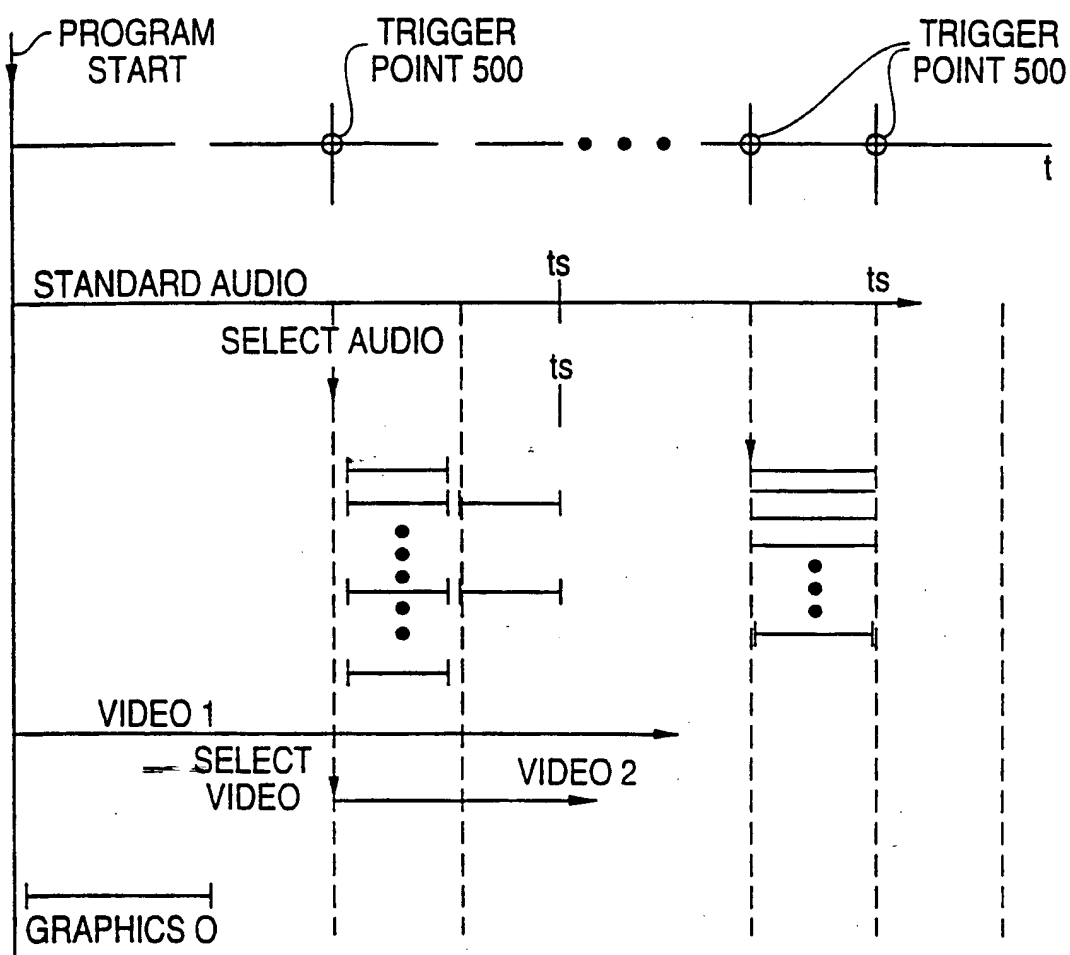 PROGRAM
START
TRIGGER
POINT 500
TRIGGER
POINT 500
t
STANDARD AUDIO
ts
ts
SELECT AUDIO
ts
VIDEO 1
SELECT
VIDEO
VIDEO 2
GRAPHICS O